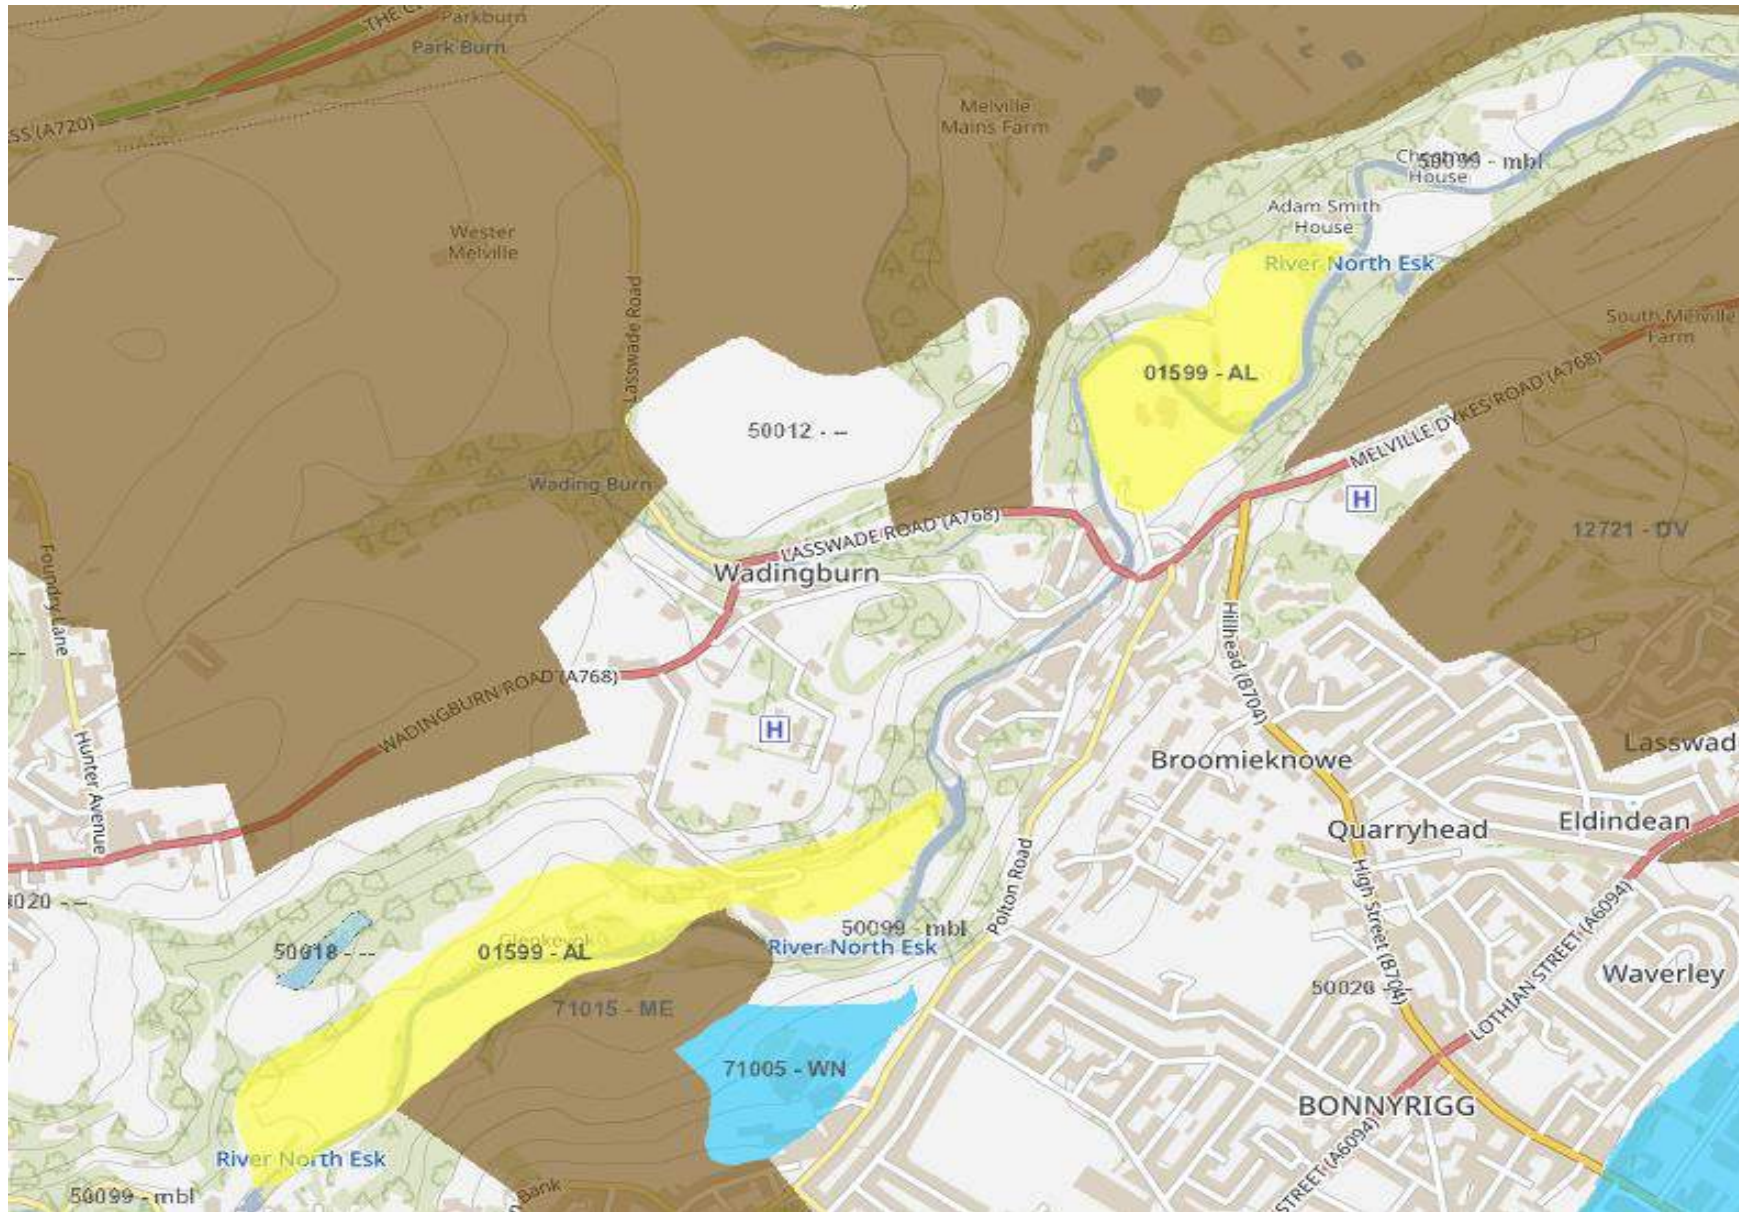 THE C
Parkburn
Park Burn
SS (A720)
Melville
Mains Farm
50099 - mbl
House
Adam Smith
House
Wester
Melville
River North Esk
South Melville
Farm
Lasswade Road
01599 - AL
MELVILLE DYKES ROAD (A768)
50012 - --
Wading Burn
H
LASSWADE ROAD (A768)
12721 - DV
Wadingburn
Foundry Lane
Hillhead (B704)
WADINGBURN ROAD (A768)
H
Hunter Avenue
Broomieknowe
Lasswad
Quarryhead
Eldindean
Polton Road
High Street (B704)
020 - --
50099 - mbl
River North Esk
50018 - --
01599 - AL
LOTHIAN STREET (A6094)
Waverley
50020 - --
71015 - ME
71005 - WN
BONNYRIGG
River North Esk
50099 - mbl
Bank
STREET (A6094)